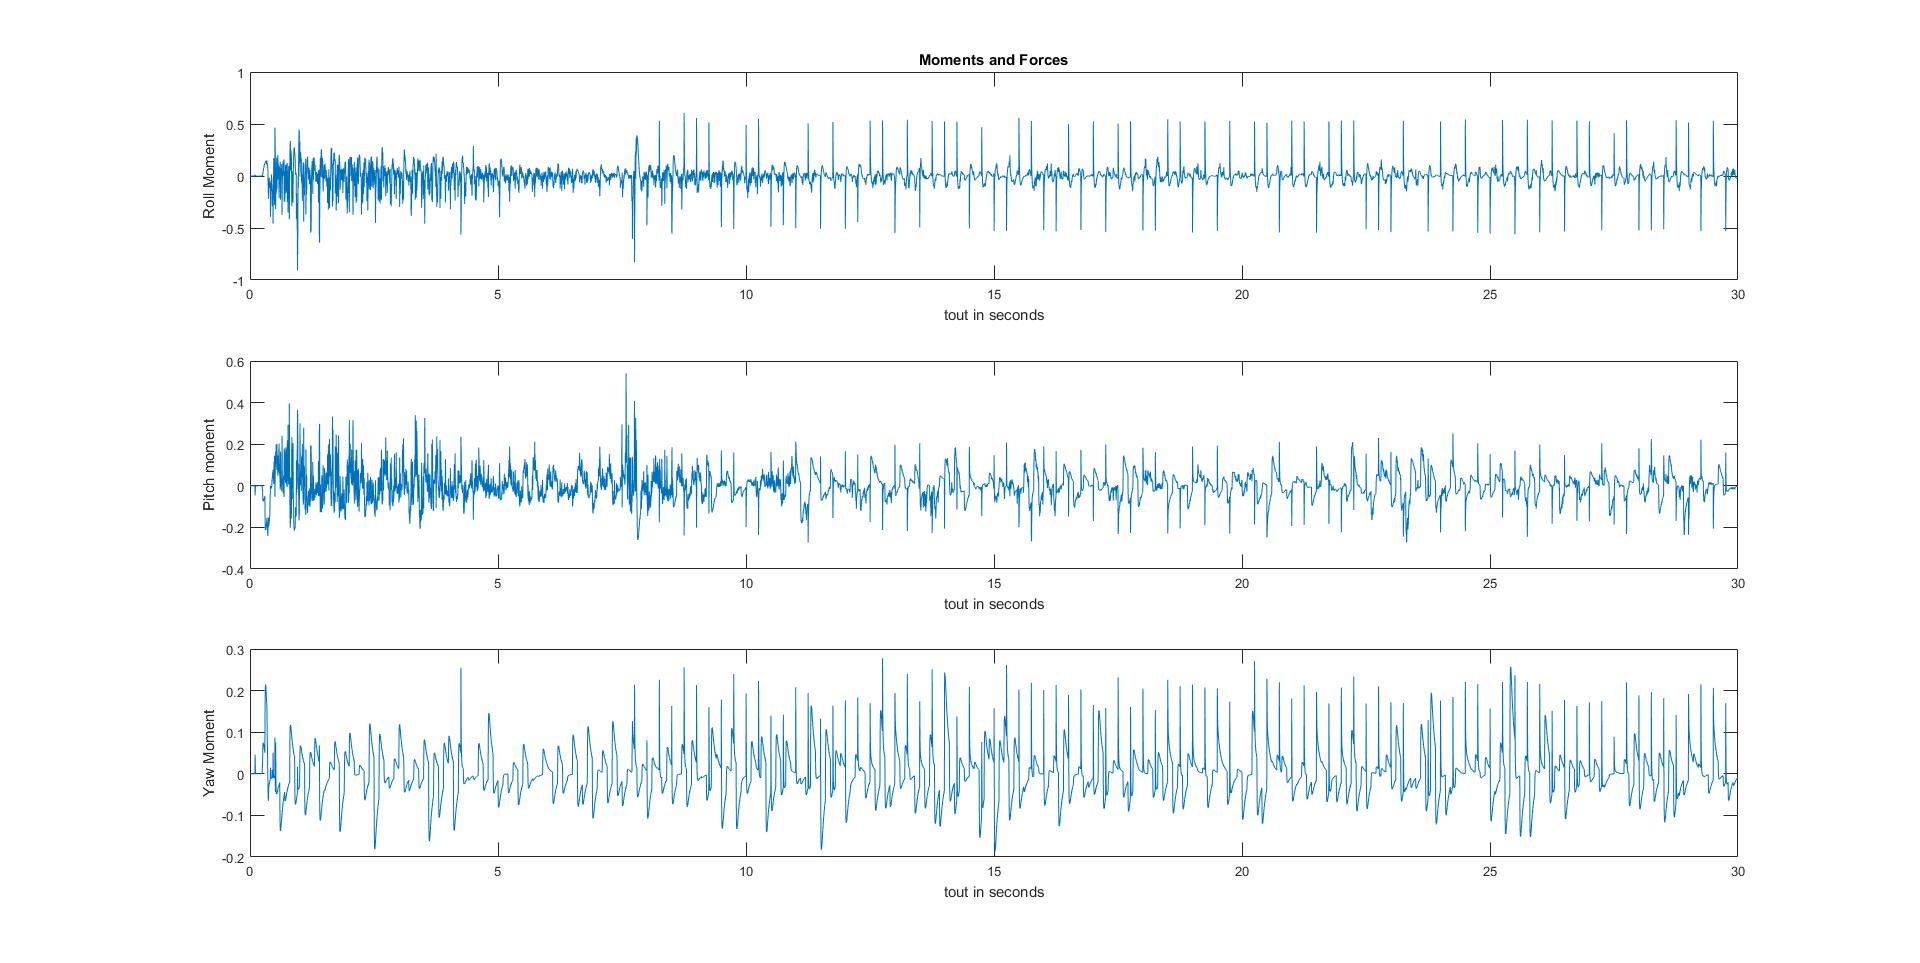 Moments and Forces
1
0.5
0
-0.5
-1
Roll Moment
0 5 10 15 20 25 30
tout in seconds
0.6
0.4
0.2
0
-0.2
-0.4
Pitch moment
0 5 10 15 20 25 30
tout in seconds
0.3
0.2
0.1
0
-0.1
-0.2
Yaw Moment
0 5 10 15 20 25 30
tout in seconds